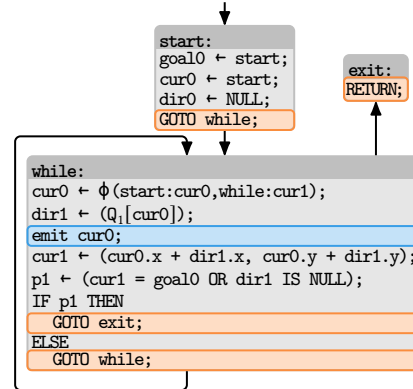 start:
goal0 ← start;
cur0 ← start;
dir0 ← NULL;
GOTO while;
exit:
RETURN;
while:
cur0 ← Φ(start:cur0,while:cur1);
dir1 ← (Q₁[cur0]);
emit cur0;
cur1 ← (cur0.x + dir1.x, cur0.y + dir1.y);
p1 ← (cur1 = goal0 OR dir1 IS NULL);
IF p1 THEN
GOTO exit;
ELSE
GOTO while;